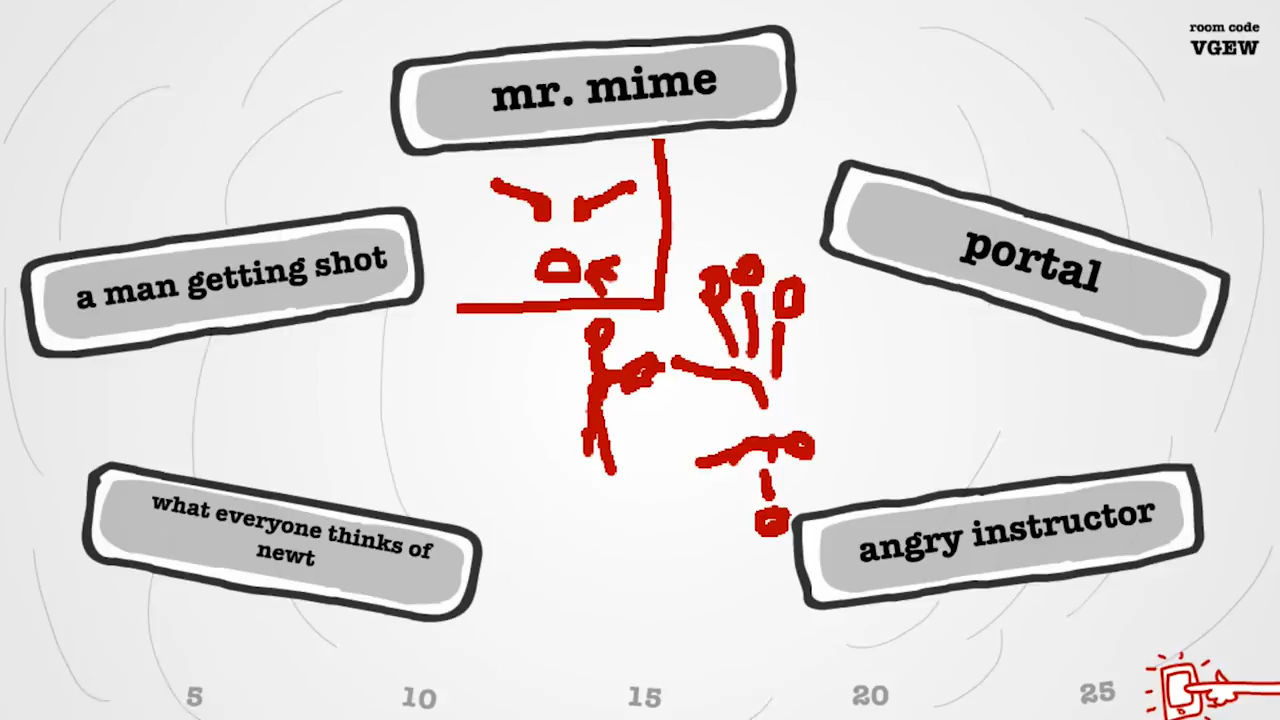 room code
VGEW
mr. mime
a man getting shot
portal
what everyone thinks of
newt
angry instructor
5 10 15 20 25